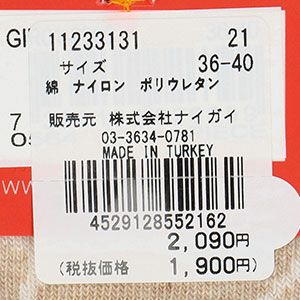 GI
11233131 21
サイズ 36-40
綿 ナイロン ポリウレタン
販売元 株式会社ナイガイ
03-3634-0781
MADE IN TURKEY
4529128552162
2,090円
(税抜価格 1,900円)
www